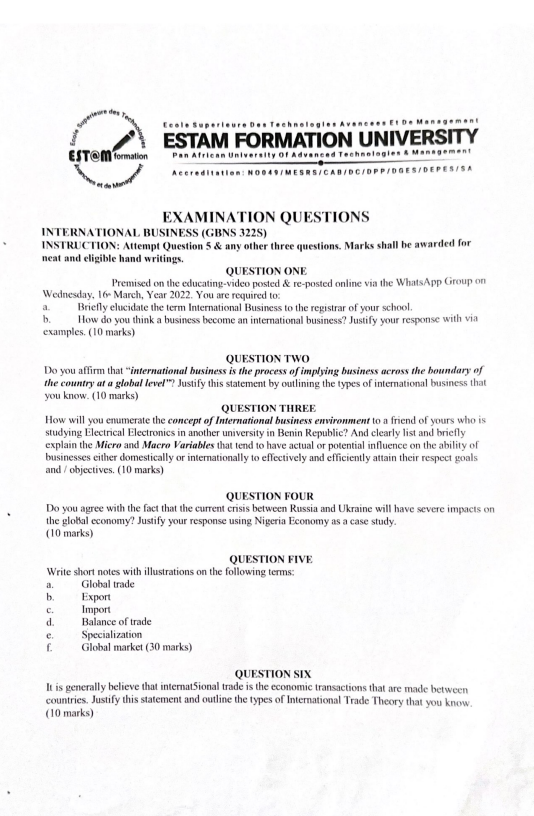 Ecole Superieure des Technologies
EST@M formation
Avancees et de Management
Ecole Superieure Des Technologies Avancees Et De Management
ESTAM FORMATION UNIVERSITY
Pan African University Of Advanced Technologies & Management
Accreditation: N0049/MESRS/CAB/DC/DPP/DGES/DEPES/SA
EXAMINATION QUESTIONS
INTERNATIONAL BUSINESS (GBNS 322S)
INSTRUCTION: Attempt Question 5 & any other three questions. Marks shall be awarded for
neat and eligible hand writings.
QUESTION ONE
Premised on the educating-video posted & re-posted online via the WhatsApp Group on
Wednesday, 16th March, Year 2022. You are required to:
a. Briefly elucidate the term International Business to the registrar of your school.
b. How do you think a business become an international business? Justify your response with via
examples. (10 marks)
QUESTION TWO
Do you affirm that "international business is the process of implying business across the boundary of
the country at a global level"? Justify this statement by outlining the types of international business that
you know. (10 marks)
QUESTION THREE
How will you enumerate the concept of International business environment to a friend of yours who is
studying Electrical Electronics in another university in Benin Republic? And clearly list and briefly
explain the Micro and Macro Variables that tend to have actual or potential influence on the ability of
businesses either domestically or internationally to effectively and efficiently attain their respect goals
and / objectives. (10 marks)
QUESTION FOUR
Do you agree with the fact that the current crisis between Russia and Ukraine will have severe impacts on
the global economy? Justify your response using Nigeria Economy as a case study.
(10 marks)
QUESTION FIVE
Write short notes with illustrations on the following terms:
a. Global trade
b. Export
c. Import
d. Balance of trade
e. Specialization
f. Global market (30 marks)
QUESTION SIX
It is generally believe that internat5ional trade is the economic transactions that are made between
countries. Justify this statement and outline the types of International Trade Theory that you know.
(10 marks)